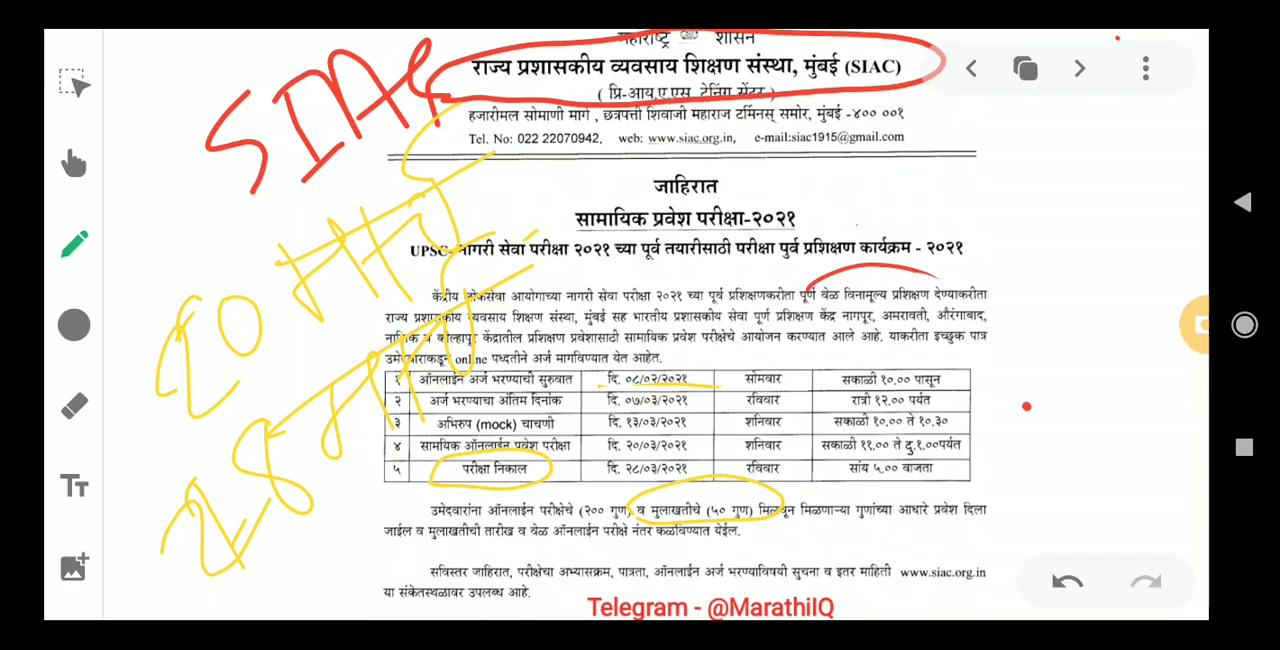 महाराष्ट्र शासन
राज्य प्रशासकीय व्यवसाय शिक्षण संस्था, मुंबई (SIAC)
( प्रि-आय.ए.एस. ट्रेनिंग सेंटर )
हजारीमल सोमाणी मार्ग , छत्रपती शिवाजी महाराज टर्मिनस् समोर, मुंबई -४०० ००१
Tel. No: 022 22070942, web: www.siac.org.in, e-mail:siac1915@gmail.com
SIAC
जाहिरात
सामायिक प्रवेश परीक्षा-२०२१
UPSC- नागरी सेवा परीक्षा २०२१ च्या पूर्व तयारीसाठी परीक्षा पुर्व प्रशिक्षण कार्यक्रम - २०२१
20 मार्च
28 मार्च
केंद्रीय लोकसेवा आयोगाच्या नागरी सेवा परीक्षा २०२१ च्या पूर्व प्रशिक्षणकरीता पूर्ण वेळ विनामूल्य प्रशिक्षण देण्याकरीता
राज्य प्रशासकीय व्यवसाय शिक्षण संस्था, मुंबई सह भारतीय प्रशासकीय सेवा पूर्ण प्रशिक्षण केंद्र नागपूर, अमरावती, औरंगाबाद,
नाशिक व कोल्हापूर केंद्रातील प्रशिक्षण प्रवेशासाठी सामायिक प्रवेश परीक्षेचे आयोजन करण्यात आले आहे. याकरीता इच्छुक पात्र
उमेदवाराकडून online पध्दतीने अर्ज मागविण्यात येत आहेत.
१ ऑनलाईन अर्ज भरण्याची सुरुवात दि. ०८/०२/२०२१ सोमवार सकाळी १०.०० पासून
२ अर्ज भरण्याचा अंतिम दिनांक दि. ०७/०३/२०२१ रविवार रात्री १२.०० पर्यत
३ अभिरुप (mock) चाचणी दि. १३/०३/२०२१ शनिवार सकाळी १०.०० ते १०.३०
४ सामयिक ऑनलाईन प्रवेश परीक्षा दि. २०/०३/२०२१ शनिवार सकाळी ११.०० ते दु.१.००पर्यत
५ परीक्षा निकाल दि. २८/०३/२०२१ रविवार सांय ५.०० वाजता
उमेदवारांना ऑनलाईन परीक्षेचे (२०० गुण) व मुलाखतीचे (५० गुण) मिळवून मिळणाऱ्या गुणांच्या आधारे प्रवेश दिला
जाईल व मुलाखतीची तारीख व वेळ ऑनलाईन परीक्षे नंतर कळविण्यात येईल.
सविस्तर जाहिरात, परीक्षेचा अभ्यासक्रम, पात्रता, ऑनलाईन अर्ज भरण्याविषयी सुचना व इतर माहिती www.siac.org.in
या संकेतस्थळावर उपलब्ध आहे.
Telegram - @MarathiIQ
Tт